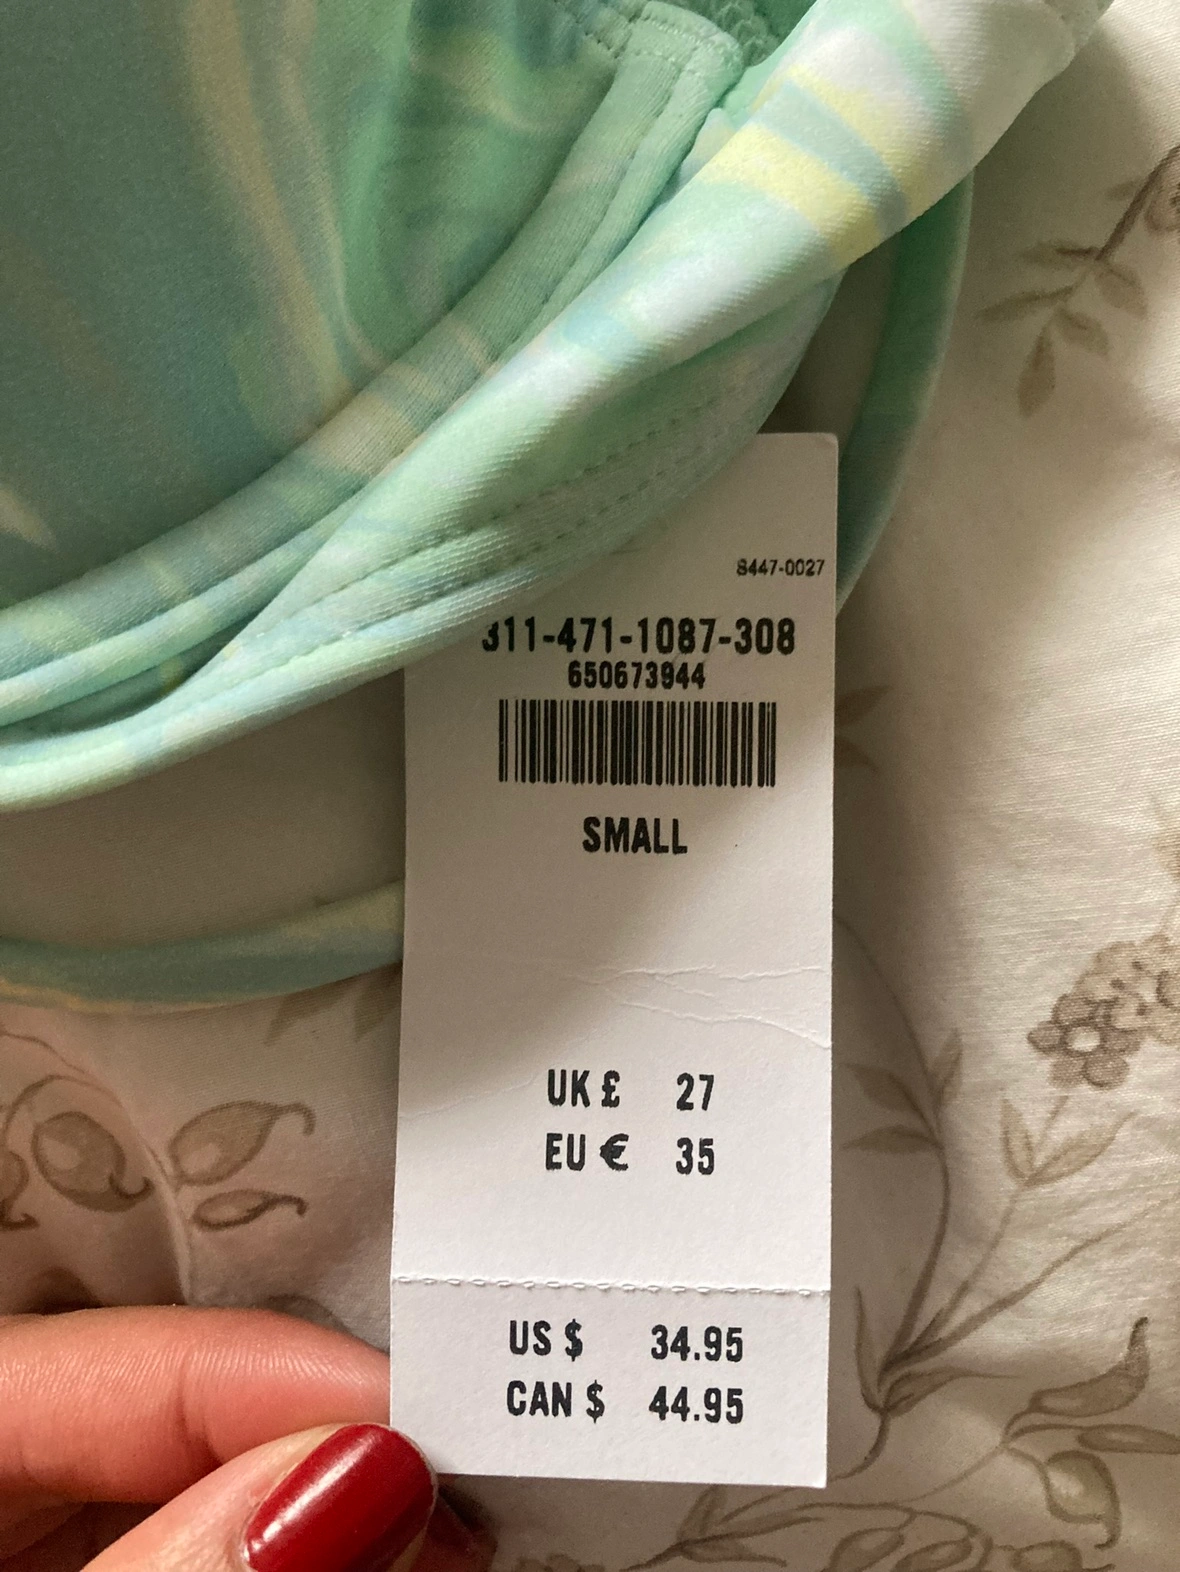 8447-0027
311-471-1087-308
650673944
SMALL
UK £ 27
EU € 35
US $ 34.95
CAN $ 44.95